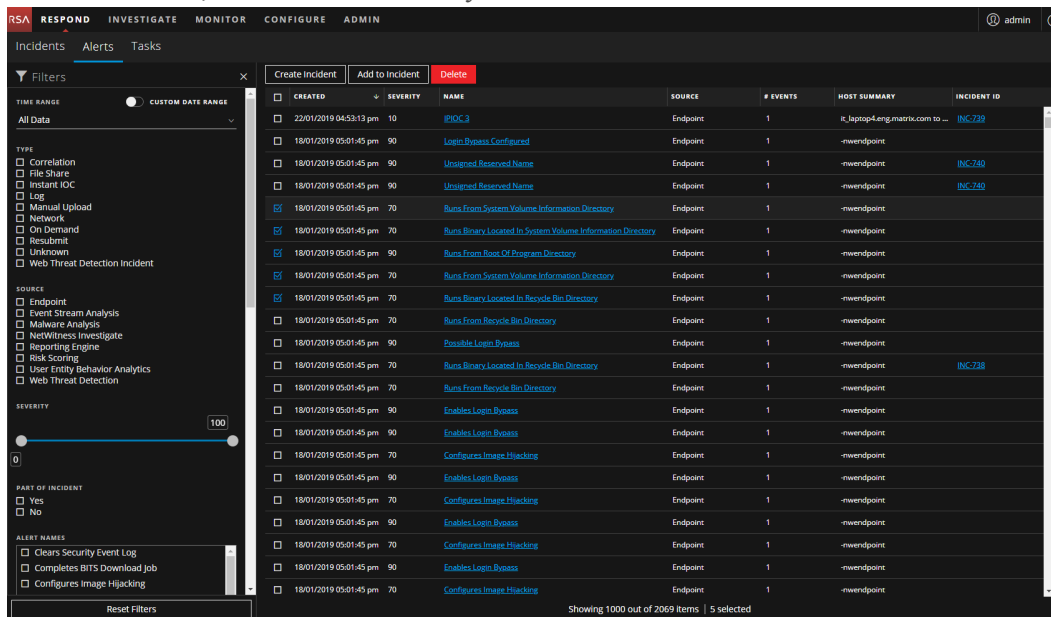 RSA RESPOND INVESTIGATE MONITOR CONFIGURE ADMIN admin
Incidents Alerts Tasks
Filters
TIME RANGE CUSTOM DATE RANGE
All Data
TYPE
Correlation
File Share
Instant IOC
Log
Manual Upload
Network
On Demand
Resubmit
Unknown
Web Threat Detection Incident
SOURCE
Endpoint
Event Stream Analysis
Malware Analysis
NetWitness Investigate
Reporting Engine
Risk Scoring
User Entity Behavior Analytics
Web Threat Detection
SEVERITY
100
0
PART OF INCIDENT
Yes
No
ALERT NAMES
Clears Security Event Log
Completes BITS Download Job
Configures Image Hijacking
Reset Filters
Create Incident Add to Incident Delete
CREATED SEVERITY NAME SOURCE # EVENTS HOST SUMMARY INCIDENT ID
22/01/2019 04:53:13 pm 10 IPIOC 3 Endpoint 1 it_laptop4.eng.matrix.com to ... INC-739
18/01/2019 05:01:45 pm 90 Login Bypass Configured Endpoint 1 -nwendpoint
18/01/2019 05:01:45 pm 90 Unsigned Reserved Name Endpoint 1 -nwendpoint INC-740
18/01/2019 05:01:45 pm 90 Unsigned Reserved Name Endpoint 1 -nwendpoint INC-740
18/01/2019 05:01:45 pm 70 Runs From System Volume Information Directory Endpoint 1 -nwendpoint
18/01/2019 05:01:45 pm 70 Runs Binary Located In System Volume Information Directory Endpoint 1 -nwendpoint
18/01/2019 05:01:45 pm 90 Runs From Root Of Program Directory Endpoint 1 -nwendpoint
18/01/2019 05:01:45 pm 70 Runs From System Volume Information Directory Endpoint 1 -nwendpoint
18/01/2019 05:01:45 pm 70 Runs Binary Located In Recycle Bin Directory Endpoint 1 -nwendpoint
18/01/2019 05:01:45 pm 70 Runs From Recycle Bin Directory Endpoint 1 -nwendpoint
18/01/2019 05:01:45 pm 90 Possible Login Bypass Endpoint 1 -nwendpoint
18/01/2019 05:01:45 pm 70 Runs Binary Located In Recycle Bin Directory Endpoint 1 -nwendpoint INC-738
18/01/2019 05:01:45 pm 70 Runs From Recycle Bin Directory Endpoint 1 -nwendpoint
18/01/2019 05:01:45 pm 90 Enables Login Bypass Endpoint 1 -nwendpoint
18/01/2019 05:01:45 pm 90 Enables Login Bypass Endpoint 1 -nwendpoint
18/01/2019 05:01:45 pm 70 Configures Image Hijacking Endpoint 1 -nwendpoint
18/01/2019 05:01:45 pm 90 Enables Login Bypass Endpoint 1 -nwendpoint
18/01/2019 05:01:45 pm 70 Configures Image Hijacking Endpoint 1 -nwendpoint
18/01/2019 05:01:45 pm 90 Enables Login Bypass Endpoint 1 -nwendpoint
18/01/2019 05:01:45 pm 70 Configures Image Hijacking Endpoint 1 -nwendpoint
18/01/2019 05:01:45 pm 90 Enables Login Bypass Endpoint 1 -nwendpoint
18/01/2019 05:01:45 pm 70 Configures Image Hijacking Endpoint 1 -nwendpoint
Showing 1000 out of 2069 items | 5 selected